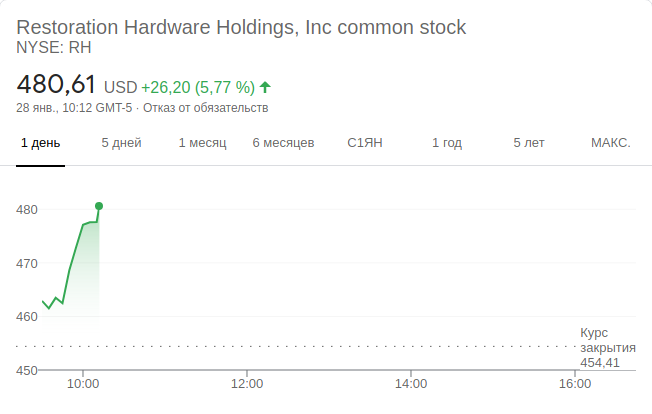 Restoration Hardware Holdings, Inc common stock
NYSE: RH
480,61 USD +26,20 (5,77 %)
28 янв., 10:12 GMT-5 · Отказ от обязательств
1 день 5 дней 1 месяц 6 месяцев С1ЯН 1 год 5 лет МАКС.
480
470
460
Курс
закрытия
454,41
450
10:00 12:00 14:00 16:00